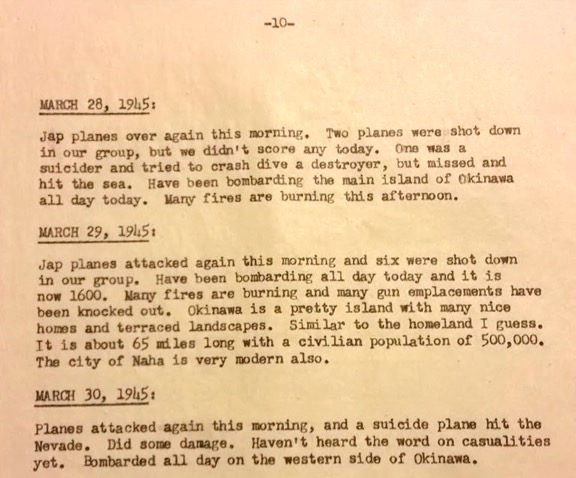 -10-
MARCH 28, 1945:
Jap planes over again this morning. Two planes were shot down
in our group, but we didn't score any today. One was a
suicider and tried to crash dive a destroyer, but missed and
hit the sea. Have been bombarding the main island of Okinawa
all day today. Many fires are burning this afternoon.
MARCH 29, 1945:
Jap planes attacked again this morning and six were shot down
in our group. Have been bombarding all day today and it is
now 1600. Many fires are burning and many gun emplacements have
been knocked out. Okinawa is a pretty island with many nice
homes and terraced landscapes. Similar to the homeland I guess.
It is about 65 miles long with a civilian population of 500,000.
The city of Naha is very modern also.
MARCH 30, 1945:
Planes attacked again this morning, and a suicide plane hit the
Nevade. Did some damage. Haven't heard the word on casualities
yet. Bombarded all day on the western side of Okinawa.